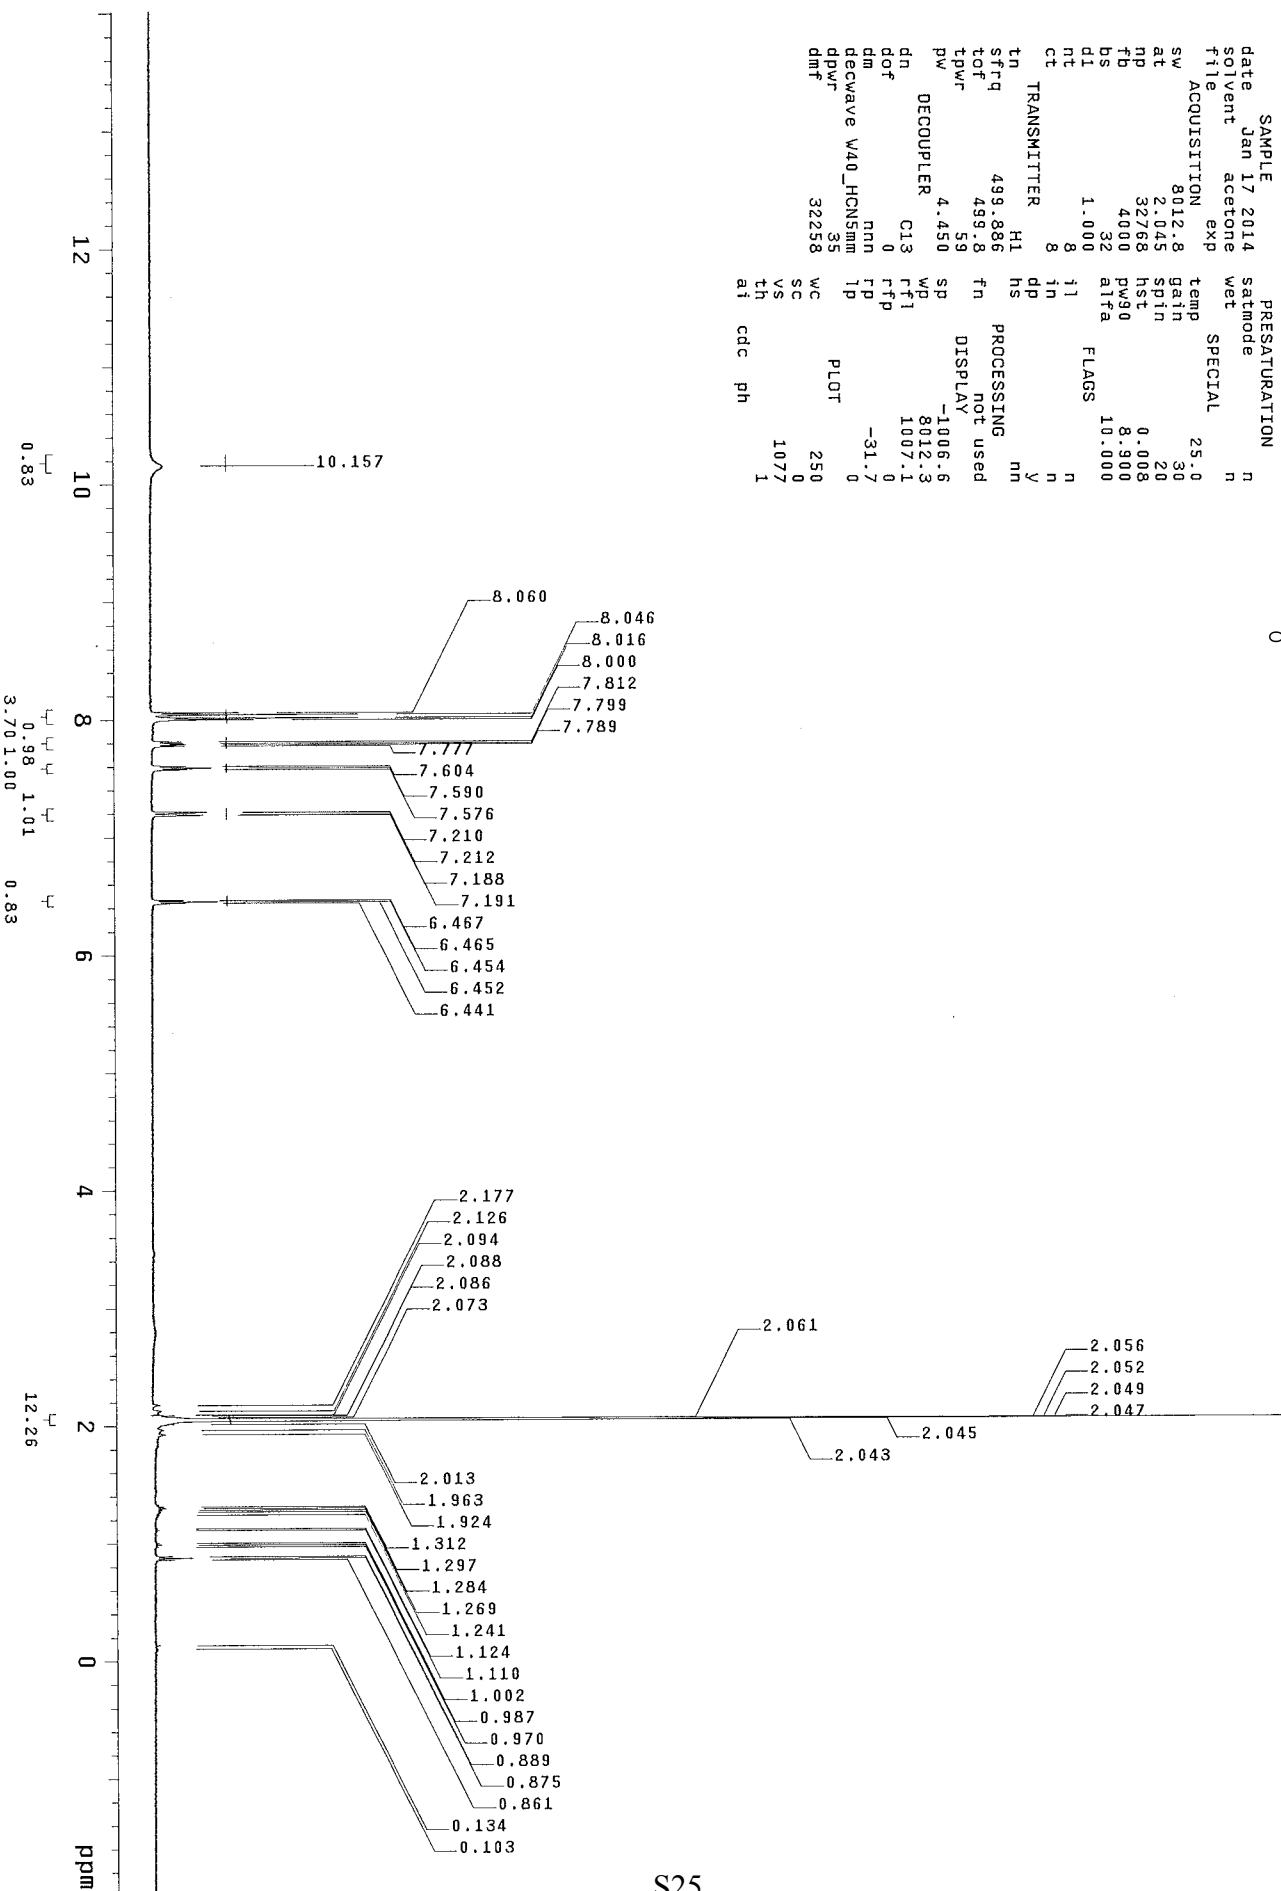 SAMPLE
date Jan 17 2014
solvent acetone
file exp
ACQUISITION
sw 8012.8
at 2.045
np 32768
fb 4000
bs 32
d1 1.000
nt 8
ct 8
TRANSMITTER
tn H1
sfrq 499.886
tof 499.8
tpwr 59
pw 4.450
DECOUPLER
dn C13
dof 0
dm nnn
decwave W40_HCN5mm
dpwr 35
dmf 32258
PRESATURATION
satmode n
wet n
SPECIAL
temp 25.0
gain 30
spin 20
hst 0.008
pw90 8.900
alfa 10.000
FLAGS
il n
in n
dp y
hs nn
PROCESSING
fn not used
DISPLAY
sp -1006.6
wp 8012.3
rfl 1007.1
rfp 0
rp -31.7
lp 0
PLOT
wc 250
sc 0
vs 1077
th 1
ai cdc ph
O
10.157
8.060
8.046
8.016
8.000
7.812
7.799
7.789
7.777
7.604
7.590
7.576
7.210
7.212
7.188
7.191
6.467
6.465
6.454
6.452
6.441
2.177
2.126
2.094
2.088
2.086
2.073
2.061
2.056
2.052
2.049
2.047
2.045
2.043
2.013
1.963
1.924
1.312
1.297
1.284
1.269
1.241
1.124
1.110
1.002
0.987
0.970
0.889
0.875
0.861
0.134
0.103
12 10 8 6 4 2 0 ppm
0.83
3.70
0.98
1.00
1.01
0.83
12.26
S25